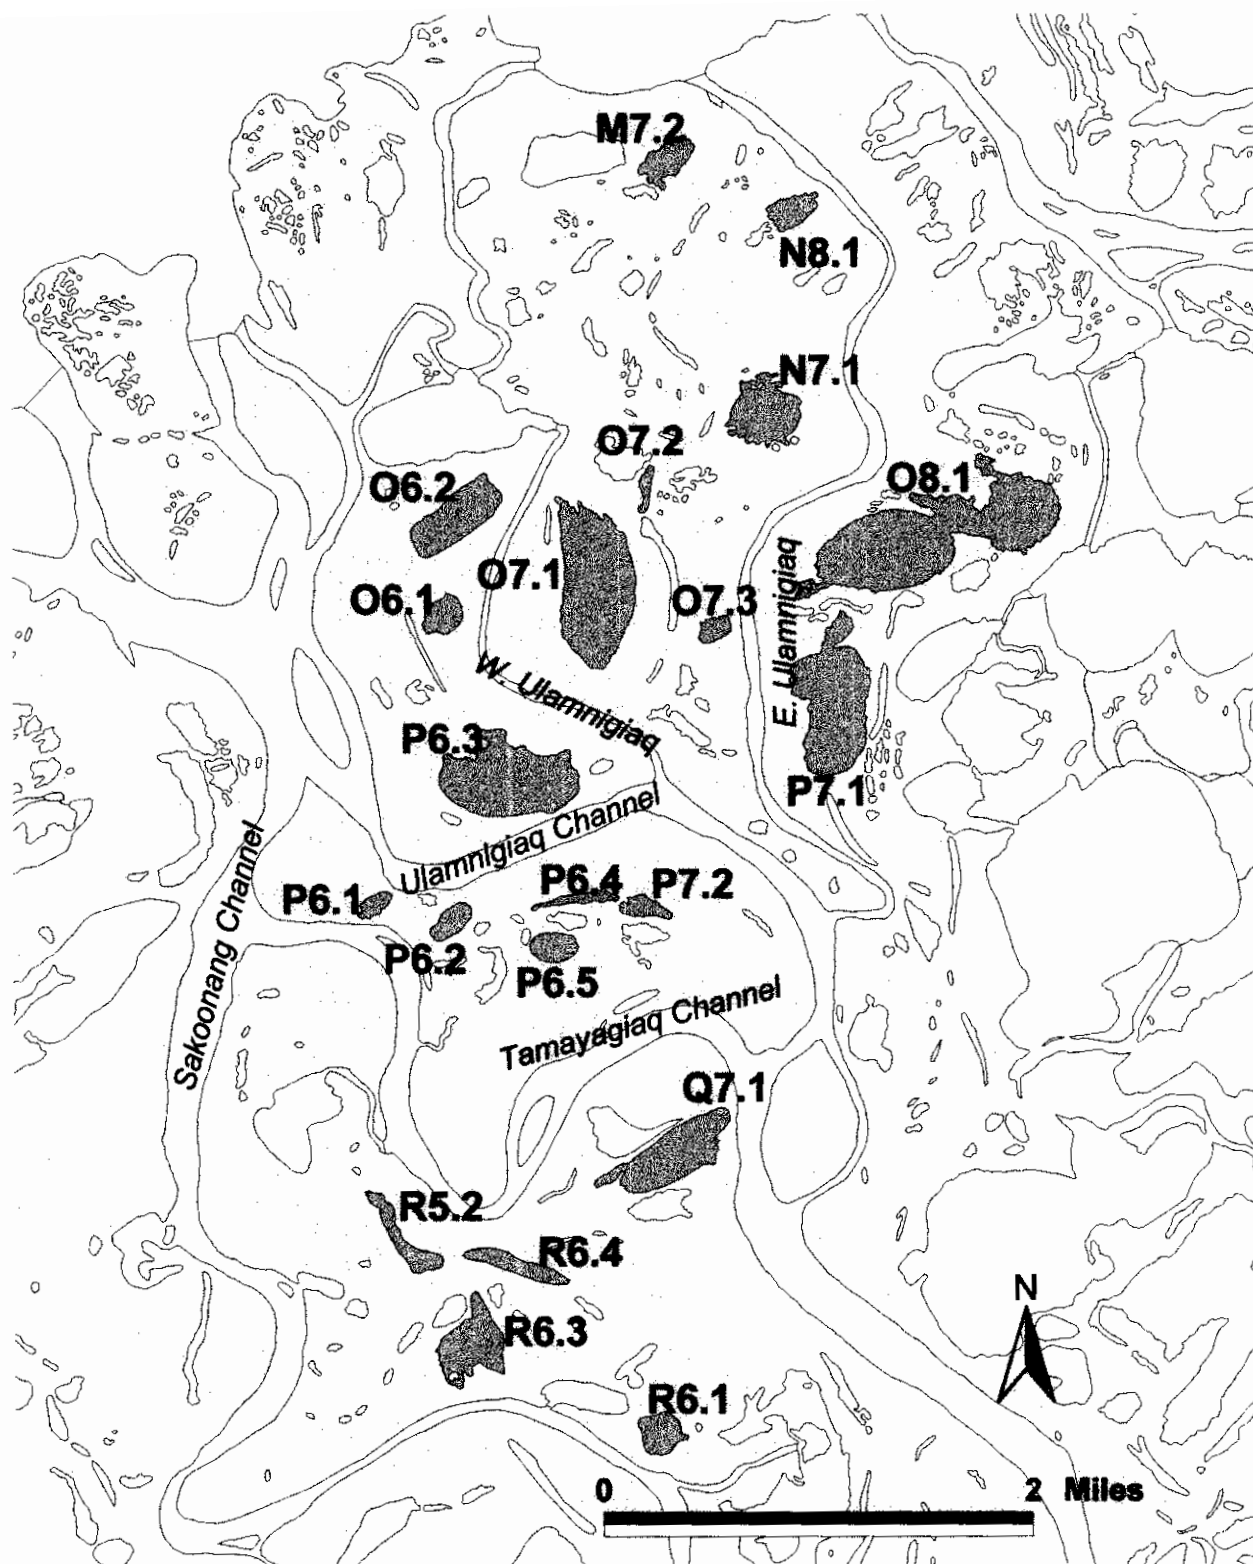 M7.2
N8.1
N7.1
O7.2
O6.2
O8.1
O7.1
O6.1
O7.3
E. Ulamnigiaq
W. Ulamnigiaq
P6.3
P7.1
Ulamnigiaq Channel
Sakoonang Channel
P6.1
P6.4
P7.2
P6.2
P6.5
Tamayagiaq Channel
Q7.1
R5.2
R6.4
N
R6.3
R6.1
0 2 Miles